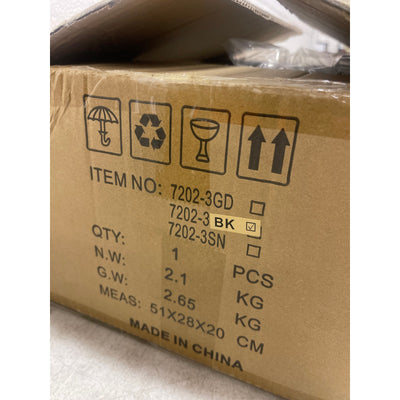 ITEM NO: 7202-3GD ☐
7202-3 BK ☑
7202-3SN ☐
QTY: 1 PCS
N.W: 2.1 KG
G.W: 2.65 KG
MEAS: 51X28X20 CM
MADE IN CHINA